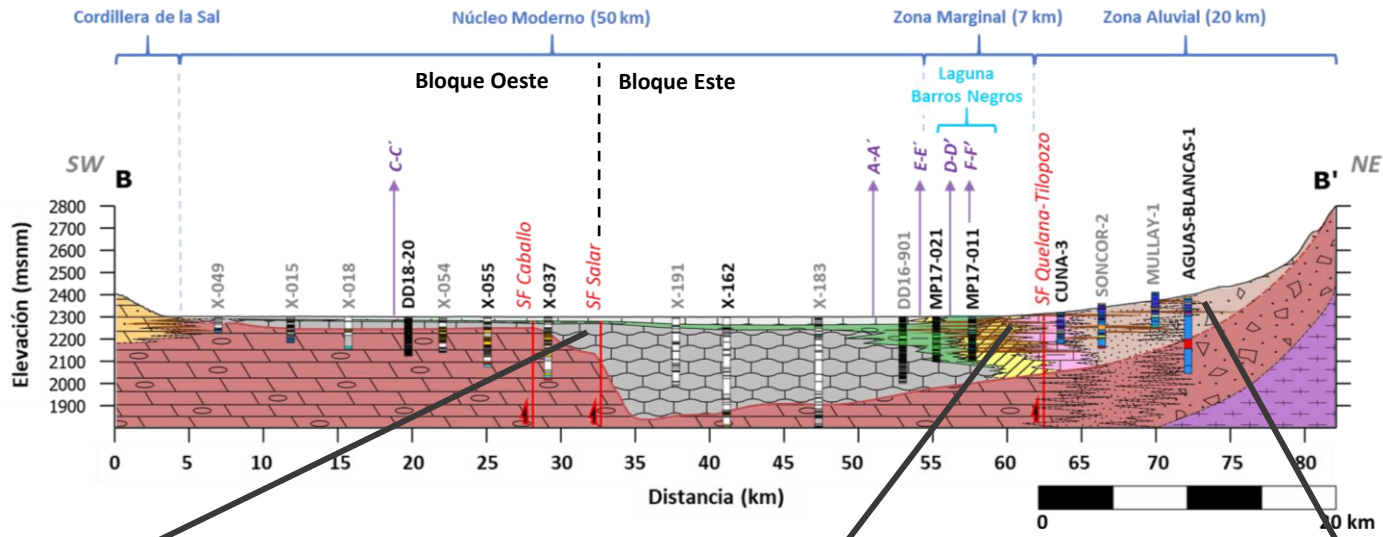 Cordillera de la Sal
Núcleo Moderno (50 km)
Zona Marginal (7 km)
Zona Aluvial (20 km)
Bloque Oeste
Bloque Este
Laguna
Barros Negros
SW
B
C-C´
A-A´
E-E´
D-D'
F-F'
B'
NE
X-049
X-015
X-018
DD18-20
X-054
X-055
SF Caballo
X-037
SF Salar
X-191
X-162
X-183
DD16-901
MP17-021
MP17-011
SF Quelana-Tilopozo
CUNA-3
SONCOR-2
MULLAY-1
AGUAS-BLANCAS-1
Elevación (msnm)
2800
2700
2600
2500
2400
2300
2200
2100
2000
1900
0 5 10 15 20 25 30 35 40 45 50 55 60 65 70 75 80
Distancia (km)
0 20 km